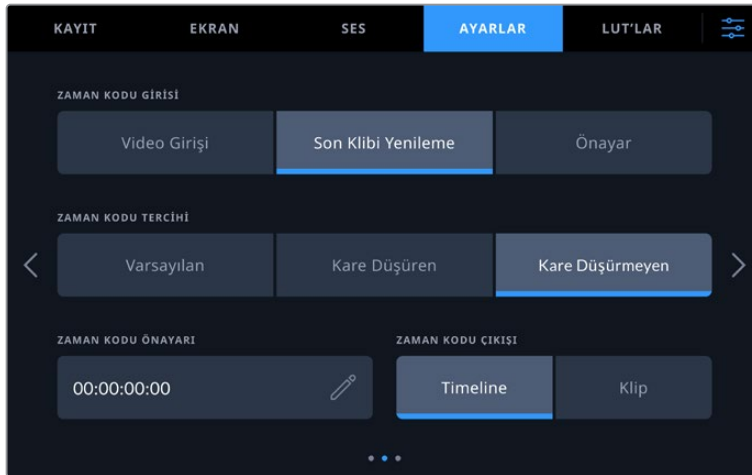 KAYIT EKRAN SES AYARLAR LUT'LAR
ZAMAN KODU GİRİSİ
Video Girişi Son Klibi Yenileme Önayar
ZAMAN KODU TERCİHİ
Varsayılan Kare Düşüren Kare Düşürmeyen
ZAMAN KODU ÖNAYARI ZAMAN KODU ÇIKIŞI
00:00:00:00 Timeline Klip